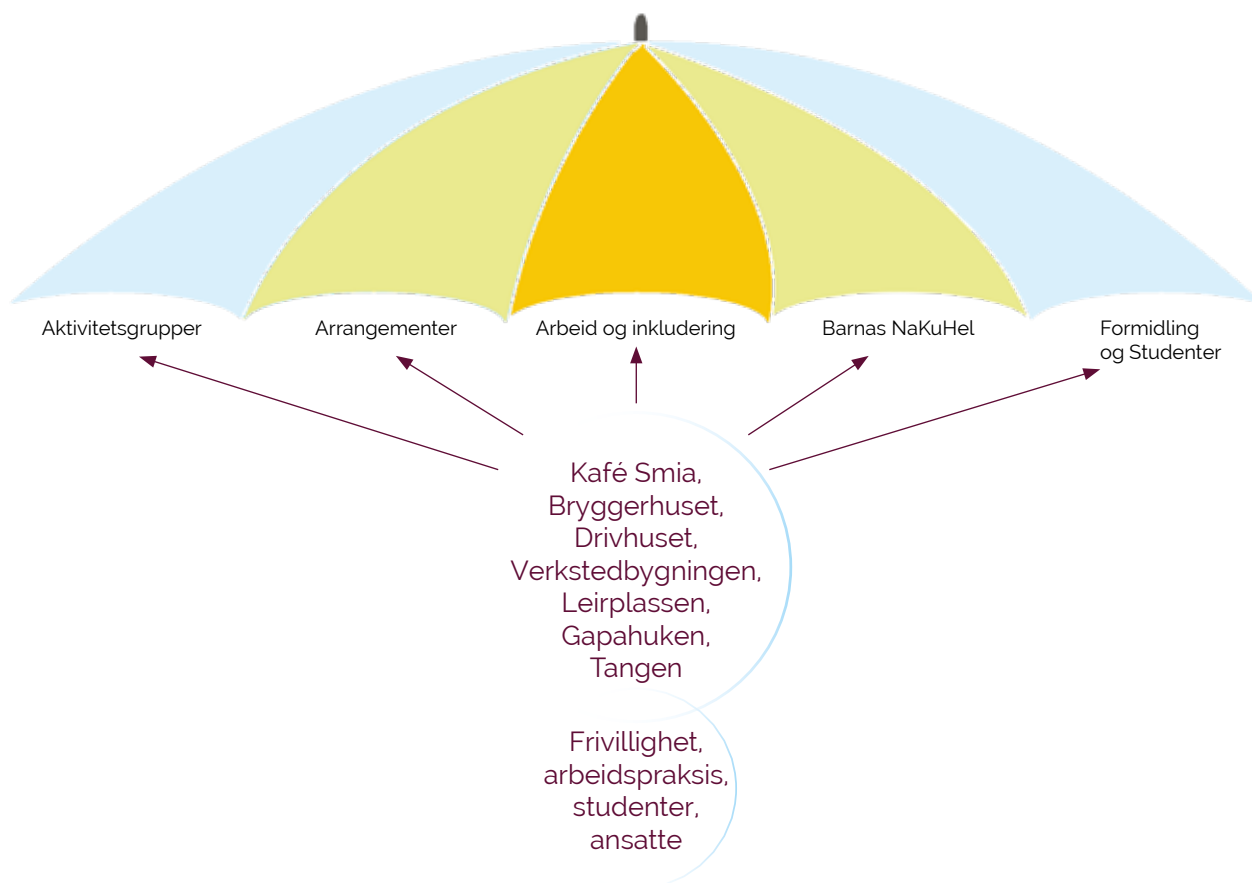 Aktivitetsgrupper
Arrangementer
Arbeid og inkludering
Barnas NaKuHel
Formidling
og Studenter
Kafé Smia,
Bryggerhuset,
Drivhuset,
Verkstedbygningen,
Leirplassen,
Gapahuken,
Tangen
Frivillighet,
arbeidspraksis,
studenter,
ansatte